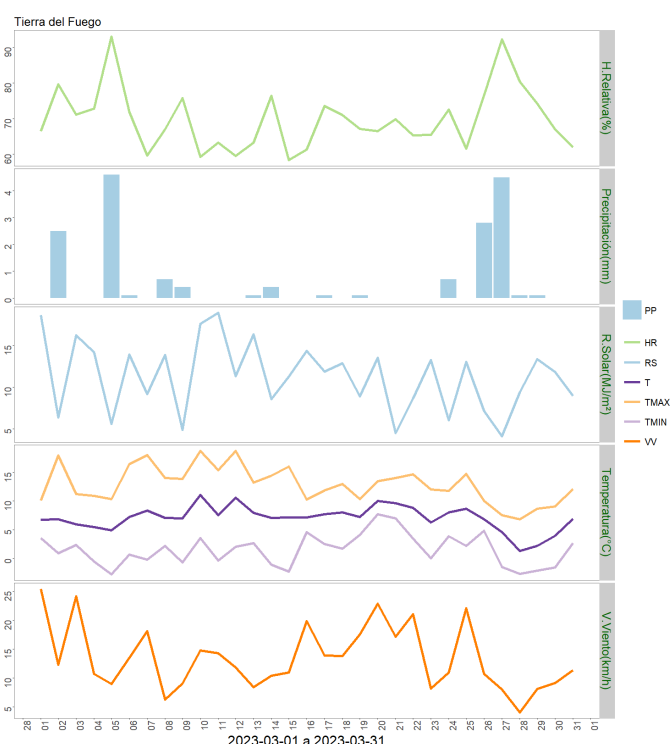 Tierra del Fuego
90
80
70
60
H.Relativa(%)
4
3
2
1
0
Precipitación(mm)
15
10
5
R.Solar(MJ/m²)
15
10
5
0
Temperatura(°C)
25
20
15
10
5
V.Viento(km/h)
28 01 02 03 04 05 06 07 08 09 10 11 12 13 14 15 16 17 18 19 20 21 22 23 24 25 26 27 28 29 30 31 01
2023-03-01 a 2023-03-31
PP
HR
RS
T
TMAX
TMIN
VV